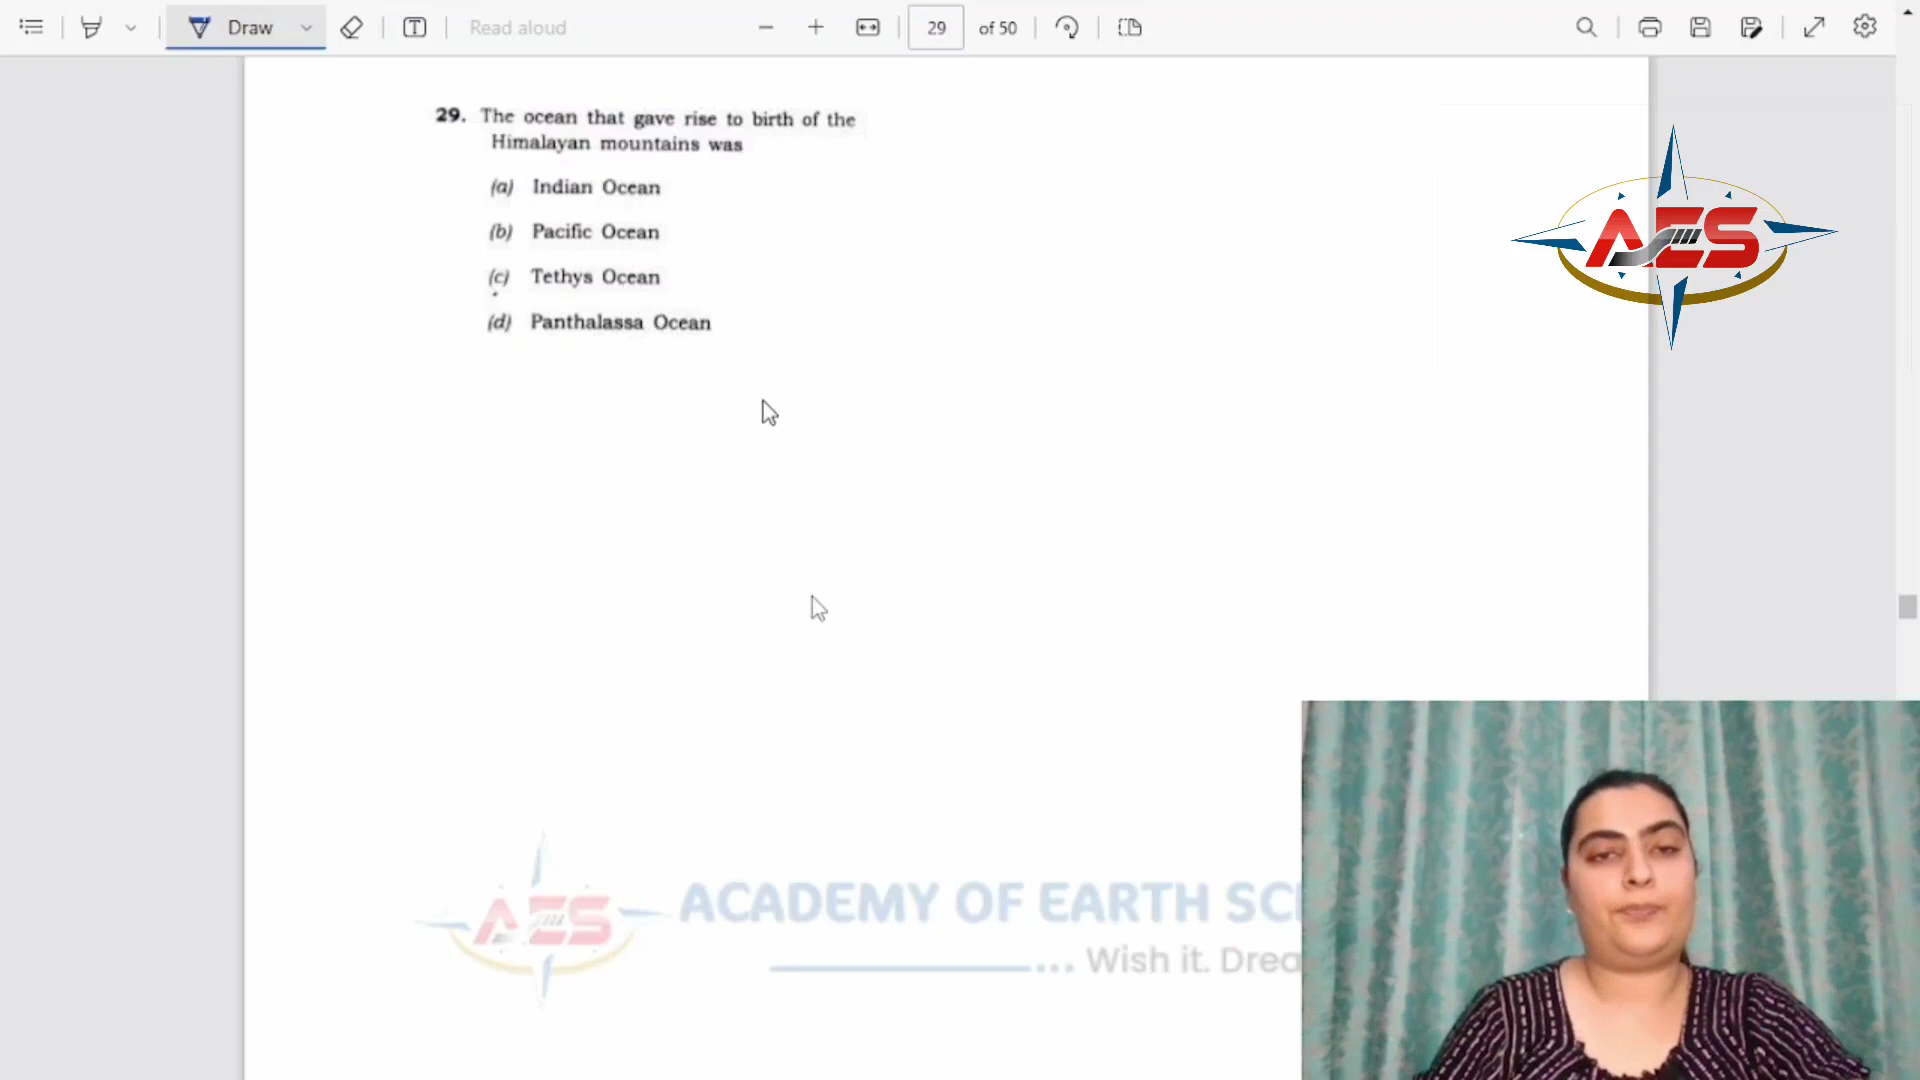 Draw
Read aloud
29
of 50
29. The ocean that gave rise to birth of the
Himalayan mountains was
(a) Indian Ocean
(b) Pacific Ocean
(c) Tethys Ocean
(d) Panthalassa Ocean
AES
AES
ACADEMY OF EARTH SC
... Wish it. Drea